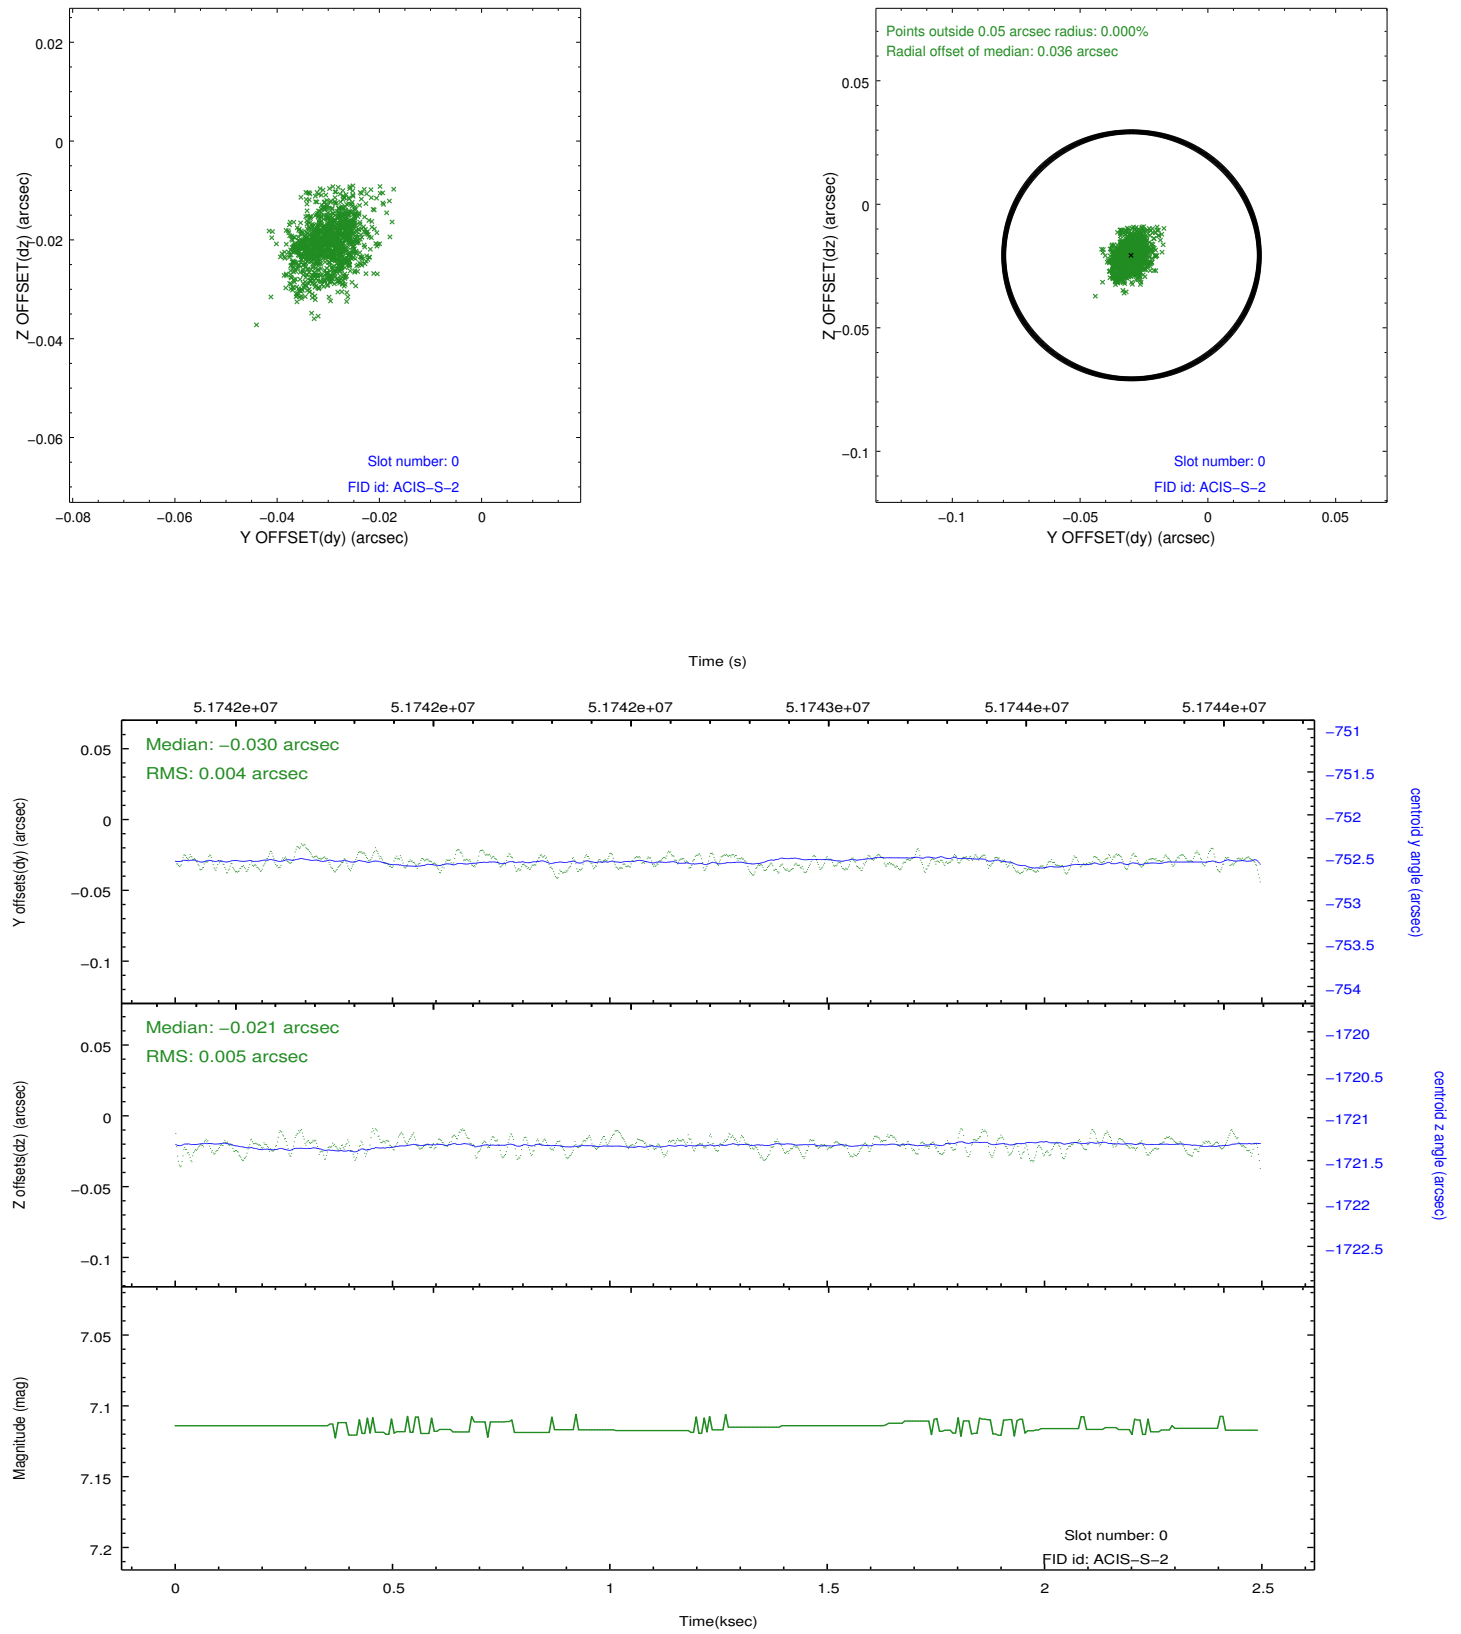 0.02
0
−0.02
−0.04
−0.06
Z OFFSET(dz) (arcsec)
Slot number: 0
FID id: ACIS−S−2
−0.08
−0.06
−0.04
−0.02
0
Y OFFSET(dy) (arcsec)
Points outside 0.05 arcsec radius: 0.000%
Radial offset of median: 0.036 arcsec
0.05
0
−0.05
−0.1
Z OFFSET(dz) (arcsec)
Slot number: 0
FID id: ACIS−S−2
−0.1
−0.05
0
0.05
Y OFFSET(dy) (arcsec)
Time (s)
5.1742e+07
5.1742e+07
5.1742e+07
5.1743e+07
5.1744e+07
5.1744e+07
Median: −0.030 arcsec
RMS: 0.004 arcsec
0.05
0
−0.05
−0.1
Y offsets(dy) (arcsec)
−751
−751.5
−752
−752.5
−753
−753.5
−754
centroid y angle (arcsec)
Median: −0.021 arcsec
RMS: 0.005 arcsec
0.05
0
−0.05
−0.1
Z offsets(dz) (arcsec)
−1720
−1720.5
−1721
−1721.5
−1722
−1722.5
centroid z angle (arcsec)
7.05
7.1
7.15
7.2
Magnitude (mag)
Slot number: 0
FID id: ACIS−S−2
0
0.5
1
1.5
2
2.5
Time(ksec)